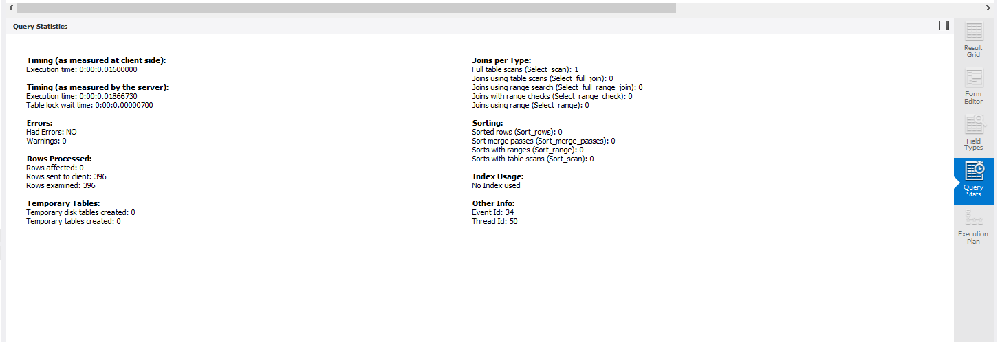 Query Statistics
Timing (as measured at client side):
Execution time: 0:00:0.01600000
Timing (as measured by the server):
Execution time: 0:00:0.01866730
Table lock wait time: 0:00:0.00000700
Errors:
Had Errors: NO
Warnings: 0
Rows Processed:
Rows affected: 0
Rows sent to client: 396
Rows examined: 396
Temporary Tables:
Temporary disk tables created: 0
Temporary tables created: 0
Joins per Type:
Full table scans (Select_scan): 1
Joins using table scans (Select_full_join): 0
Joins using range search (Select_full_range_join): 0
Joins with range checks (Select_range_check): 0
Joins using range (Select_range): 0
Sorting:
Sorted rows (Sort_rows): 0
Sort merge passes (Sort_merge_passes): 0
Sorts with ranges (Sort_range): 0
Sorts with table scans (Sort_scan): 0
Index Usage:
No Index used
Other Info:
Event Id: 34
Thread Id: 50
Result
Grid
Form
Editor
Field
Types
Query
Stats
Execution
Plan